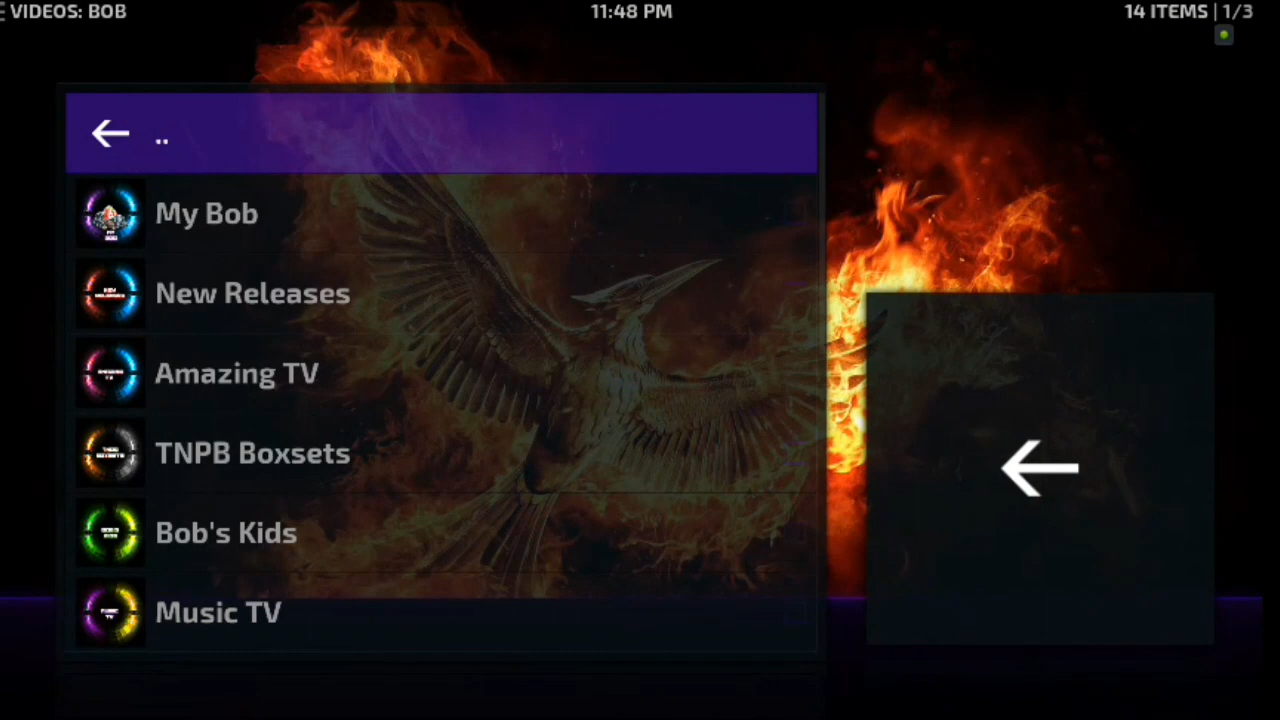 VIDEOS: BOB
11:48 PM
14 ITEMS | 1/3
..
My Bob
New Releases
Amazing TV
TNPB Boxsets
Bob's Kids
Music TV